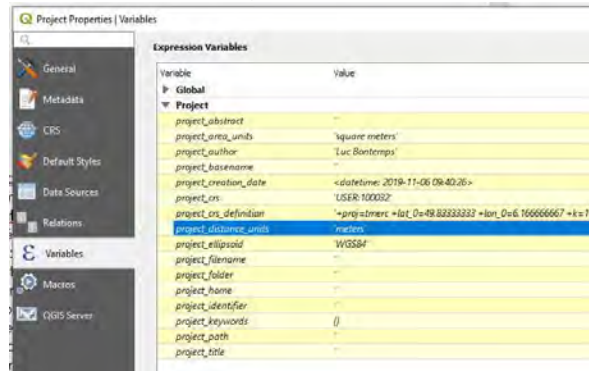 Project Properties | Variables
General
Metadata
CRS
Default Styles
Data Sources
Relations
Variables
Macros
QGIS Server
Expression Variables
Variable Value
Global
Project
project_abstract ''
project_area_units 'square meters'
project_author 'Luc Bontemps'
project_basename ''
project_creation_date <datetime: 2019-11-06 09:40:26>
project_crs 'USER:100032'
project_crs_definition '+proj=tmerc +lat_0=49.83333333 +lon_0=6.166666667 +k=1
project_distance_units 'meters'
project_ellipsoid 'WGS84'
project_filename ''
project_folder ''
project_home ''
project_identifier ''
project_keywords {}
project_path ''
project_title ''